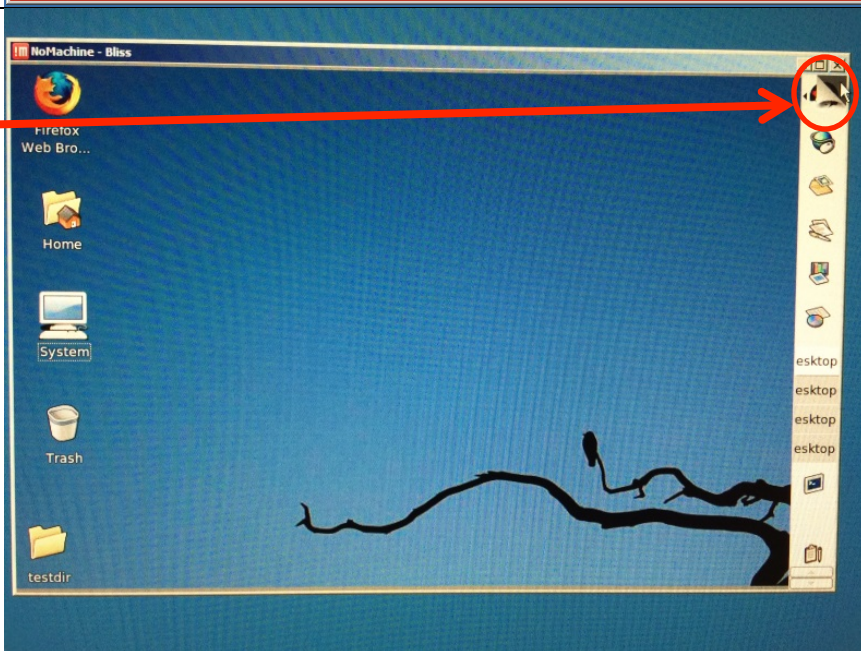 !M NoMachine - Bliss
Firefox
Web Bro...
Home
System
Trash
testdir
esktop
esktop
esktop
esktop